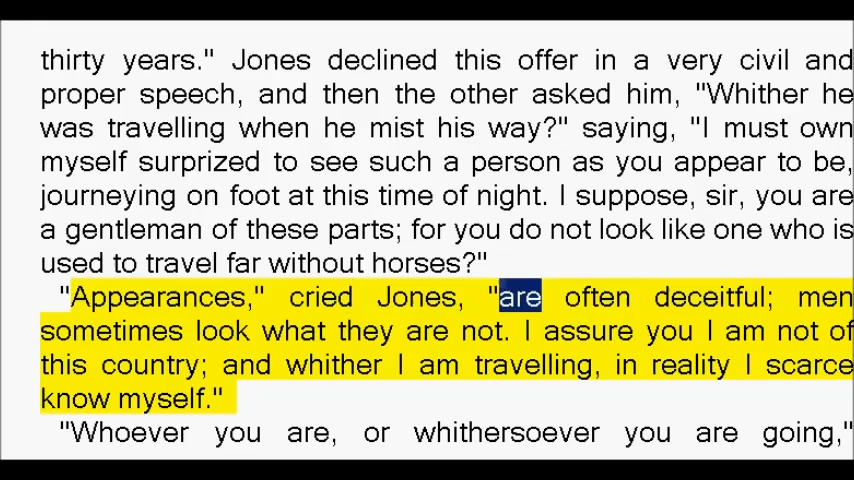 thirty years." Jones declined this offer in a very civil and
proper speech, and then the other asked him, "Whither he
was travelling when he mist his way?" saying, "I must own
myself surprized to see such a person as you appear to be,
journeying on foot at this time of night. I suppose, sir, you are
a gentleman of these parts; for you do not look like one who is
used to travel far without horses?"
"Appearances," cried Jones, "are often deceitful; men
sometimes look what they are not. I assure you I am not of
this country; and whither I am travelling, in reality I scarce
know myself."
"Whoever you are, or whithersoever you are going,"